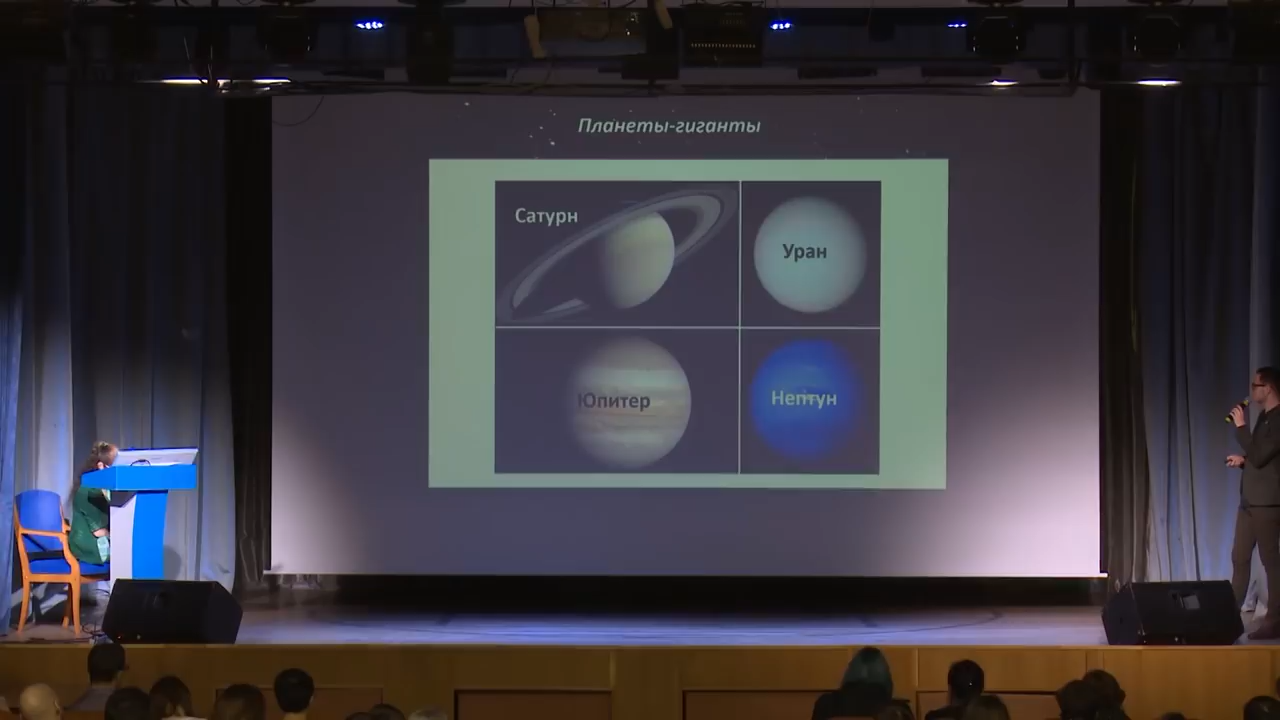 Планеты-гиганты
Сатурн
Уран
Юпитер
Нептун